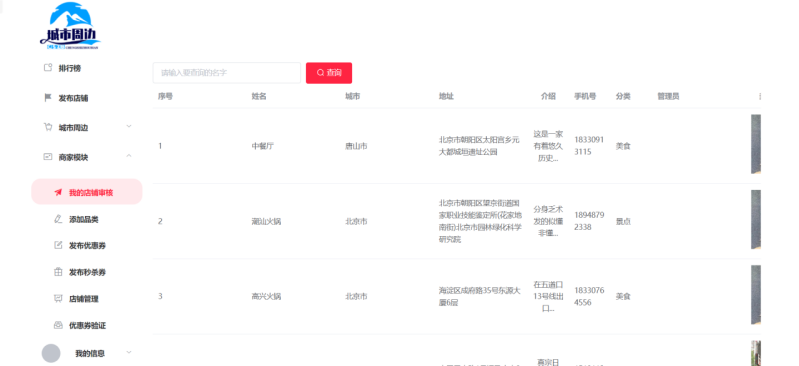 城市周边
排行榜
发布店铺
城市周边
商家模块
我的店铺审核
添加品类
发布优惠券
发布秒杀券
店铺管理
优惠券验证
我的信息
请输入要查询的名字
查询
序号 姓名 城市 地址 介绍 手机号 分类 管理员
1 中餐厅 唐山市 北京市朝阳区太阳宫乡元
大都城垣遗址公园
这是一家
有着悠久
历史...
1833091
3115
美食
2 潮汕火锅 北京市 北京市朝阳区望京街道国
家职业技能鉴定所(花家地
南街)北京市园林绿化科学
研究院
分身乏术
发的拟懂
非懂...
1894879
2338
景点
3 高兴火锅 北京市 海淀区成府路35号东源大
厦6层
在五道口
13号线出
口...
1833076
4556
美食